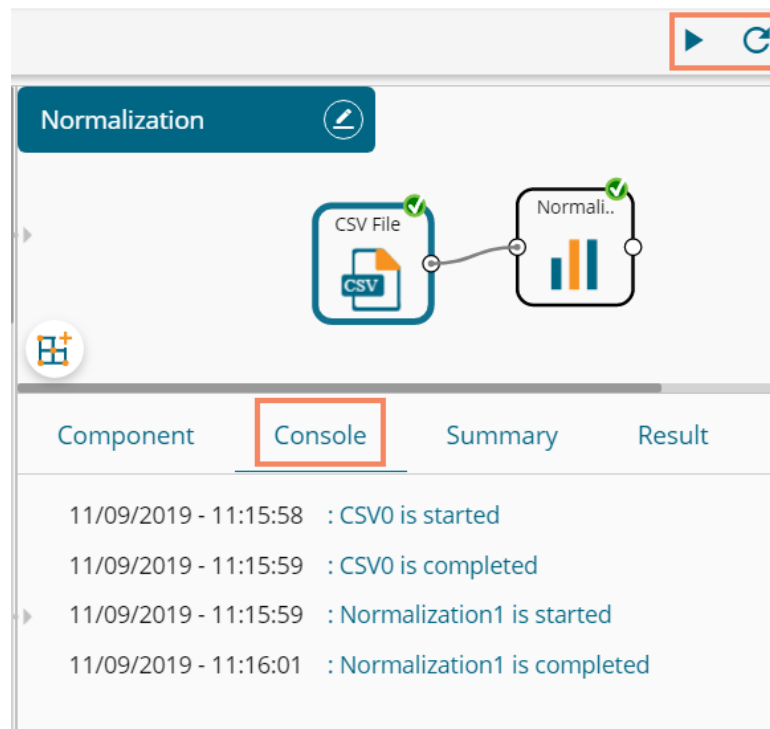 Normalization
CSV File
CSV
Normali..
Component Console Summary Result
11/09/2019 - 11:15:58 : CSV0 is started
11/09/2019 - 11:15:59 : CSV0 is completed
11/09/2019 - 11:15:59 : Normalization1 is started
11/09/2019 - 11:16:01 : Normalization1 is completed